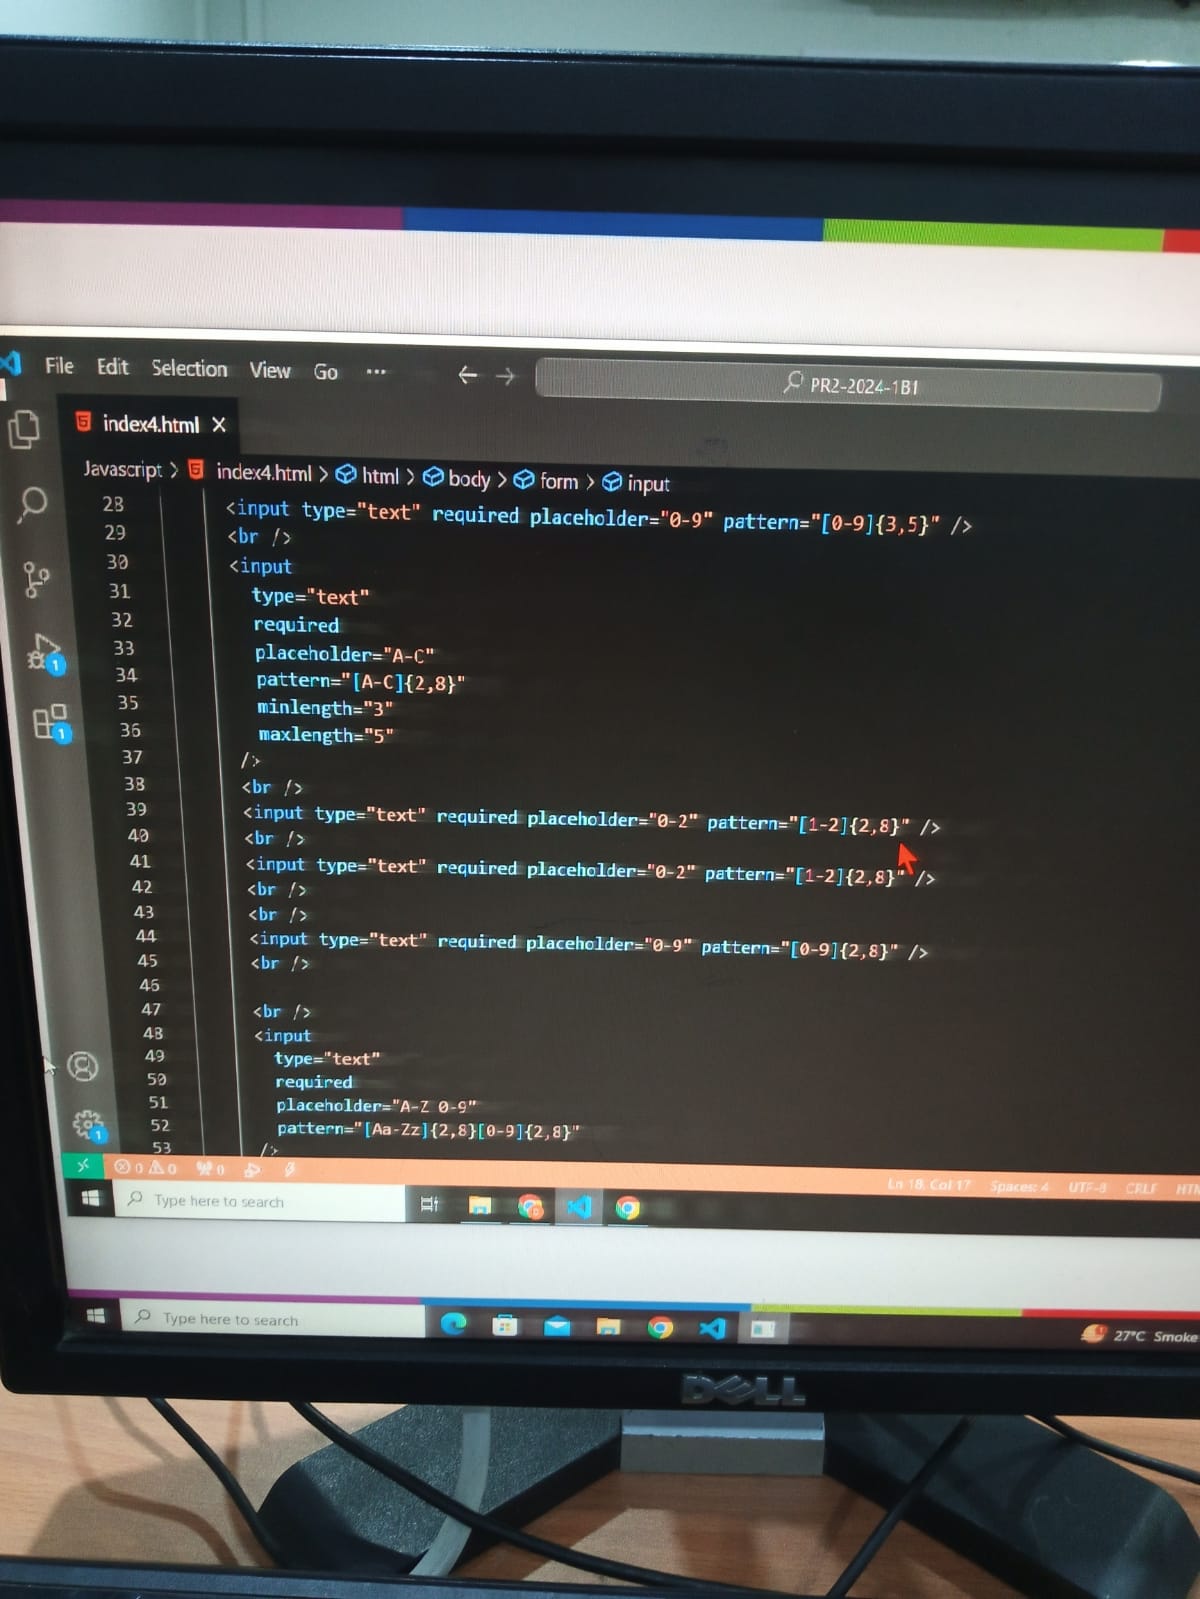 File Edit Selection View Go ...
PR2-2024-1B1
index4.html
Javascript > index4.html > html > body > form > input
28 <input type="text" required placeholder="0-9" pattern="[0-9]{3,5}" />
29 <br />
30 <input
31 type="text"
32 required
33 placeholder="A-C"
34 pattern="[A-C]{2,8}"
35 minlength="3"
36 maxlength="5"
37 />
38 <br />
39 <input type="text" required placeholder="0-2" pattern="[1-2]{2,8}" />
40 <br />
41 <input type="text" required placeholder="0-2" pattern="[1-2]{2,8}" />
42 <br />
43 <br />
44 <input type="text" required placeholder="0-9" pattern="[0-9]{2,8}" />
45 <br />
46
47 <br />
48 <input
49 type="text"
50 required
51 placeholder="A-Z 0-9"
52 pattern="[Aa-Zz]{2,8}[0-9]{2,8}"
53 />
1
1
1
0 0 0 Ln 18, Col 17 Spaces: 4 UTF-8 CRLF
Type here to search
Type here to search
27°C Smoke
DELL